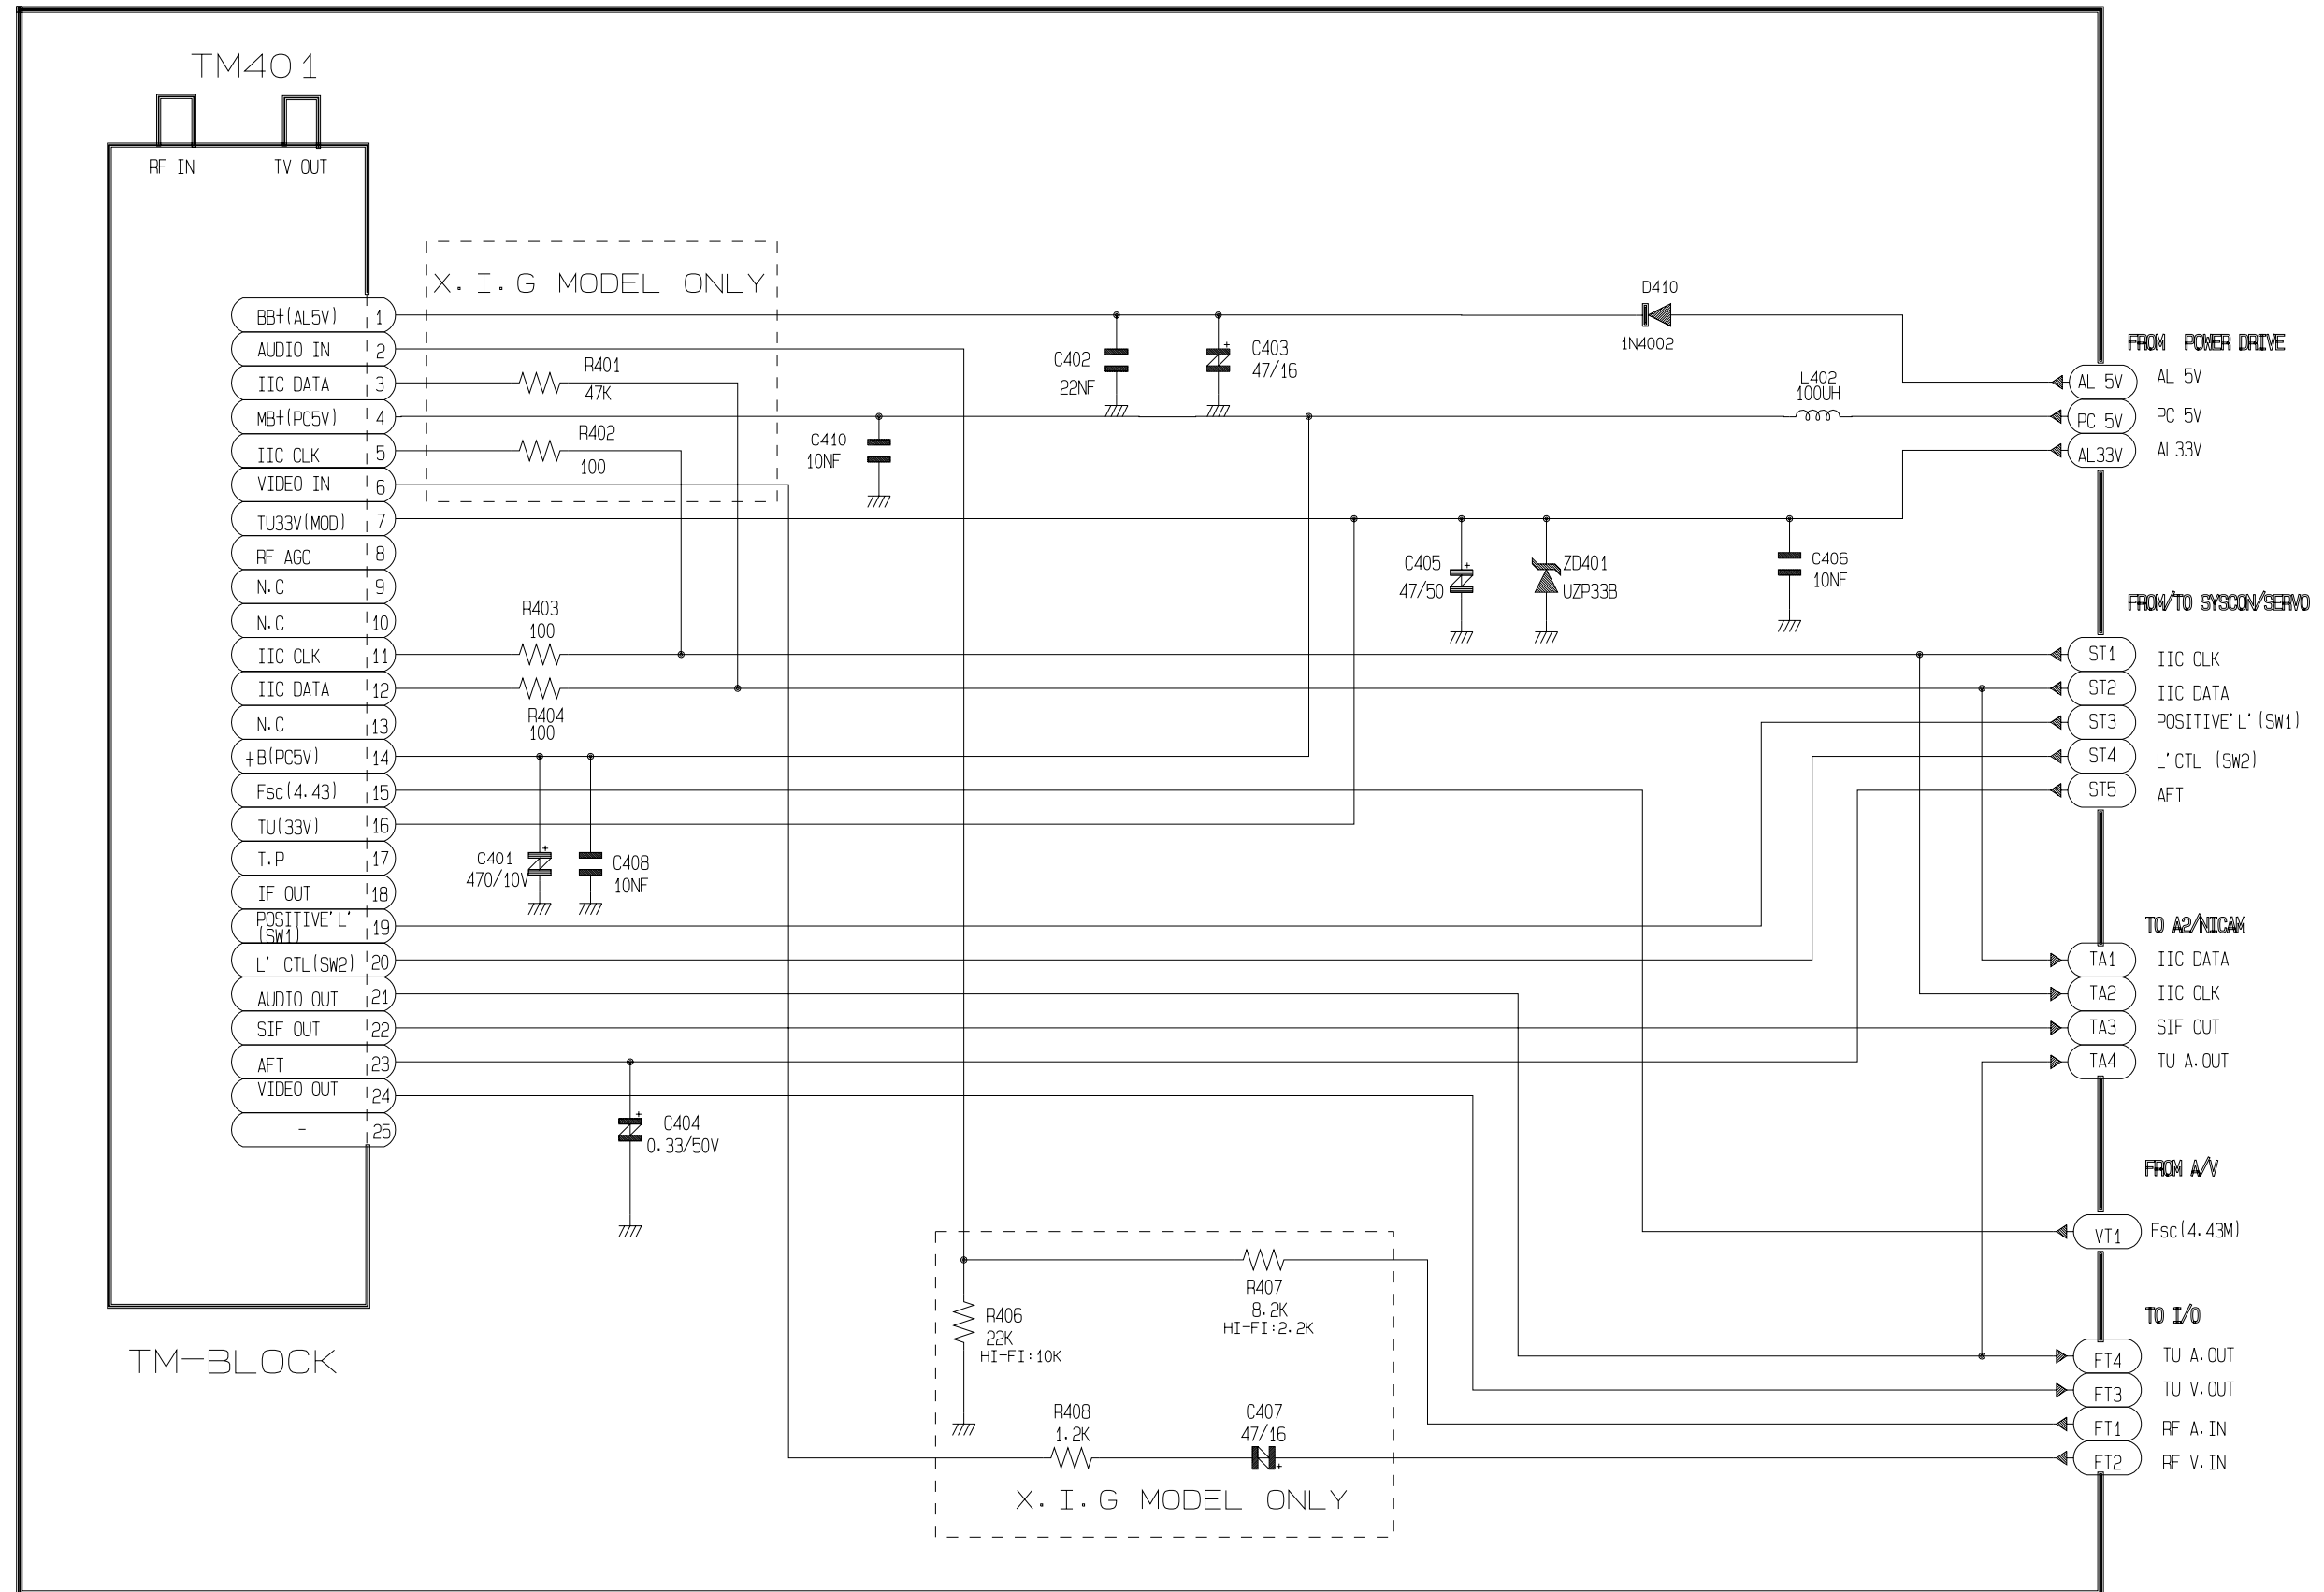 TM401
RF IN TV OUT
X.I.G MODEL ONLY
BB+(AL5V) 1
AUDIO IN 2
IIC DATA 3
MB+(PC5V) 4
IIC CLK 5
VIDEO IN 6
TU33V(MOD) 7
RF AGC 8
N.C 9
N.C 10
IIC CLK 11
IIC DATA 12
N.C 13
+B(PC5V) 14
Fsc(4.43) 15
TU(33V) 16
T.P 17
IF OUT 18
POSITIVE'L'
(SW1) 19
L' CTL(SW2) 20
AUDIO OUT 21
SIF OUT 22
AFT 23
VIDEO OUT 24
- 25
TM-BLOCK
R401
47K
R402
100
R403
100
R404
100
C401
470/10V
C408
10NF
C404
0.33/50V
C410
10NF
C402
22NF
C403
47/16
D410
1N4002
L402
100UH
C405
47/50
ZD401
UZP33B
C406
10NF
R407
8.2K
HI-FI:2.2K
R406
22K
HI-FI:10K
R408
1.2K
C407
47/16
X.I.G MODEL ONLY
FROM POWER DRIVE
AL 5V AL 5V
PC 5V PC 5V
AL33V AL33V
FROM/TO SYSCON/SERVO
ST1 IIC CLK
ST2 IIC DATA
ST3 POSITIVE'L'(SW1)
ST4 L'CTL (SW2)
ST5 AFT
TO A2/NICAM
TA1 IIC DATA
TA2 IIC CLK
TA3 SIF OUT
TA4 TU A.OUT
FROM A/V
VT1 Fsc(4.43M)
TO I/O
FT4 TU A.OUT
FT3 TU V.OUT
FT1 RF A.IN
FT2 RF V.IN